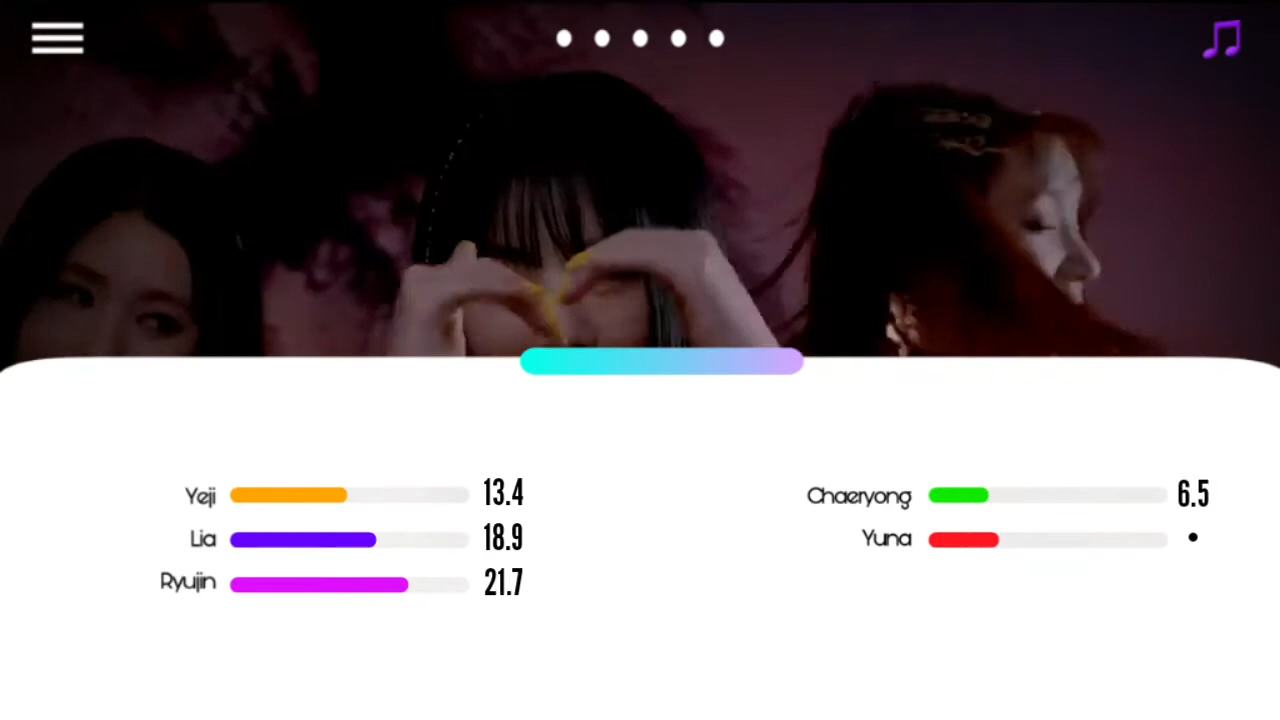 Yeji 13.4
Lia 18.9
Ryujin 21.7
Chaeryong 6.5
Yuna •